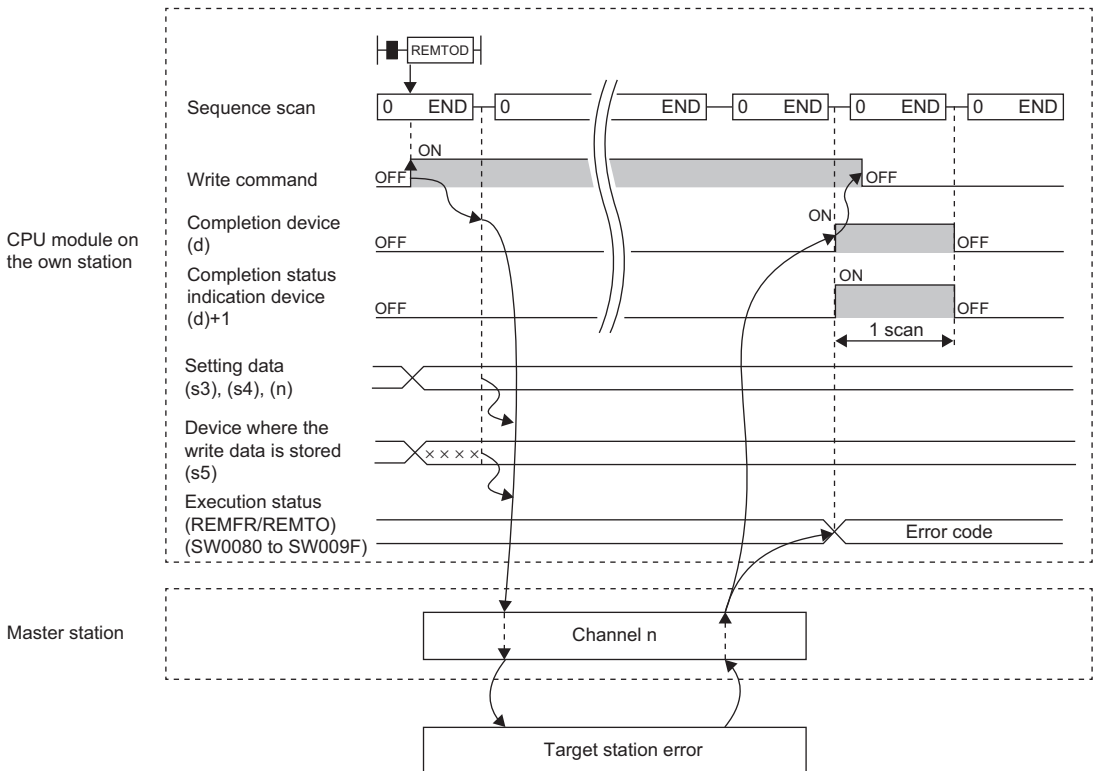 REMTOD
Sequence scan
0 END 0 END 0 END 0 END 0 END
ON
Write command
OFF
OFF
CPU module on
the own station
Completion device
(d)
ON
OFF
OFF
Completion status
indication device
(d)+1
ON
OFF
OFF
1 scan
Setting data
(s3), (s4), (n)
Device where the
write data is stored
(s5)
××××
Execution status
(REMFR/REMTO)
(SW0080 to SW009F)
Error code
Master station
Channel n
Target station error